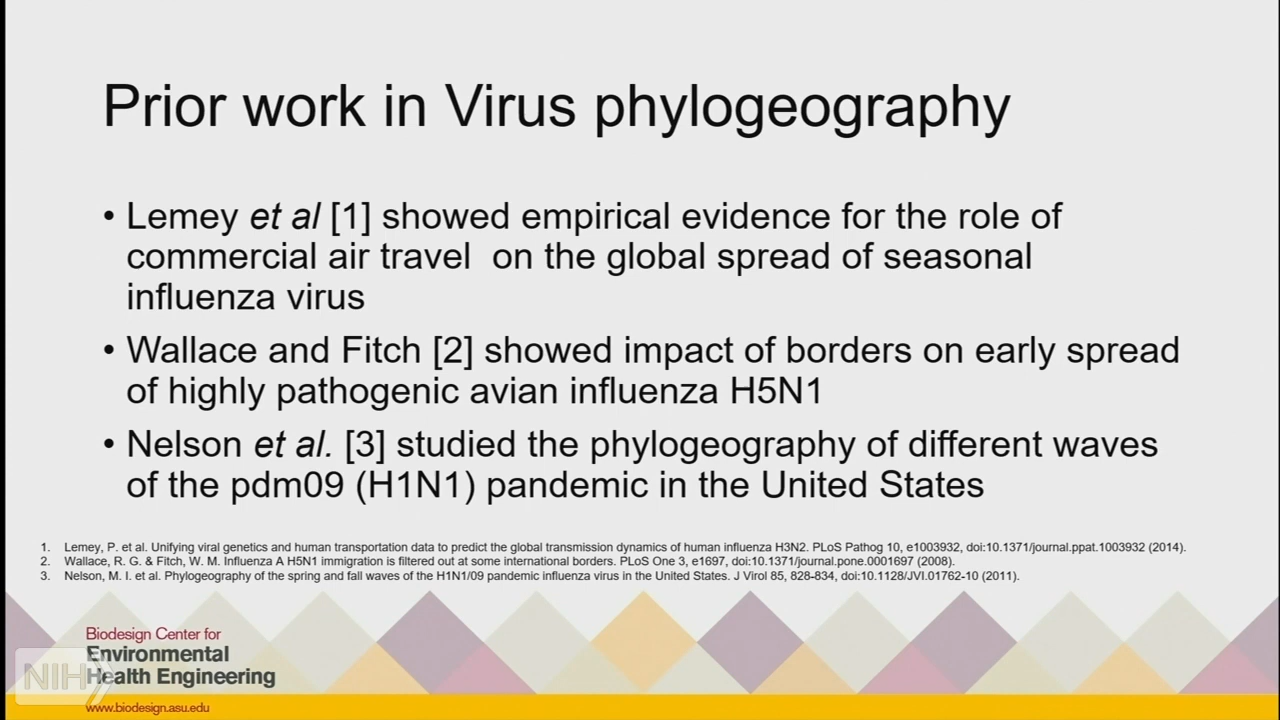 Prior work in Virus phylogeography
• Lemey et al [1] showed empirical evidence for the role of
commercial air travel on the global spread of seasonal
influenza virus
• Wallace and Fitch [2] showed impact of borders on early spread
of highly pathogenic avian influenza H5N1
• Nelson et al. [3] studied the phylogeography of different waves
of the pdm09 (H1N1) pandemic in the United States
1. Lemey, P. et al. Unifying viral genetics and human transportation data to predict the global transmission dynamics of human influenza H3N2. PLoS Pathog 10, e1003932, doi:10.1371/journal.ppat.1003932 (2014).
2. Wallace, R. G. & Fitch, W. M. Influenza A H5N1 immigration is filtered out at some international borders. PLoS One 3, e1697, doi:10.1371/journal.pone.0001697 (2008).
3. Nelson, M. I. et al. Phylogeography of the spring and fall waves of the H1N1/09 pandemic influenza virus in the United States. J Virol 85, 828-834, doi:10.1128/JVI.01762-10 (2011).
Biodesign Center for
Environmental
Health Engineering
NIH
www.biodesign.asu.edu